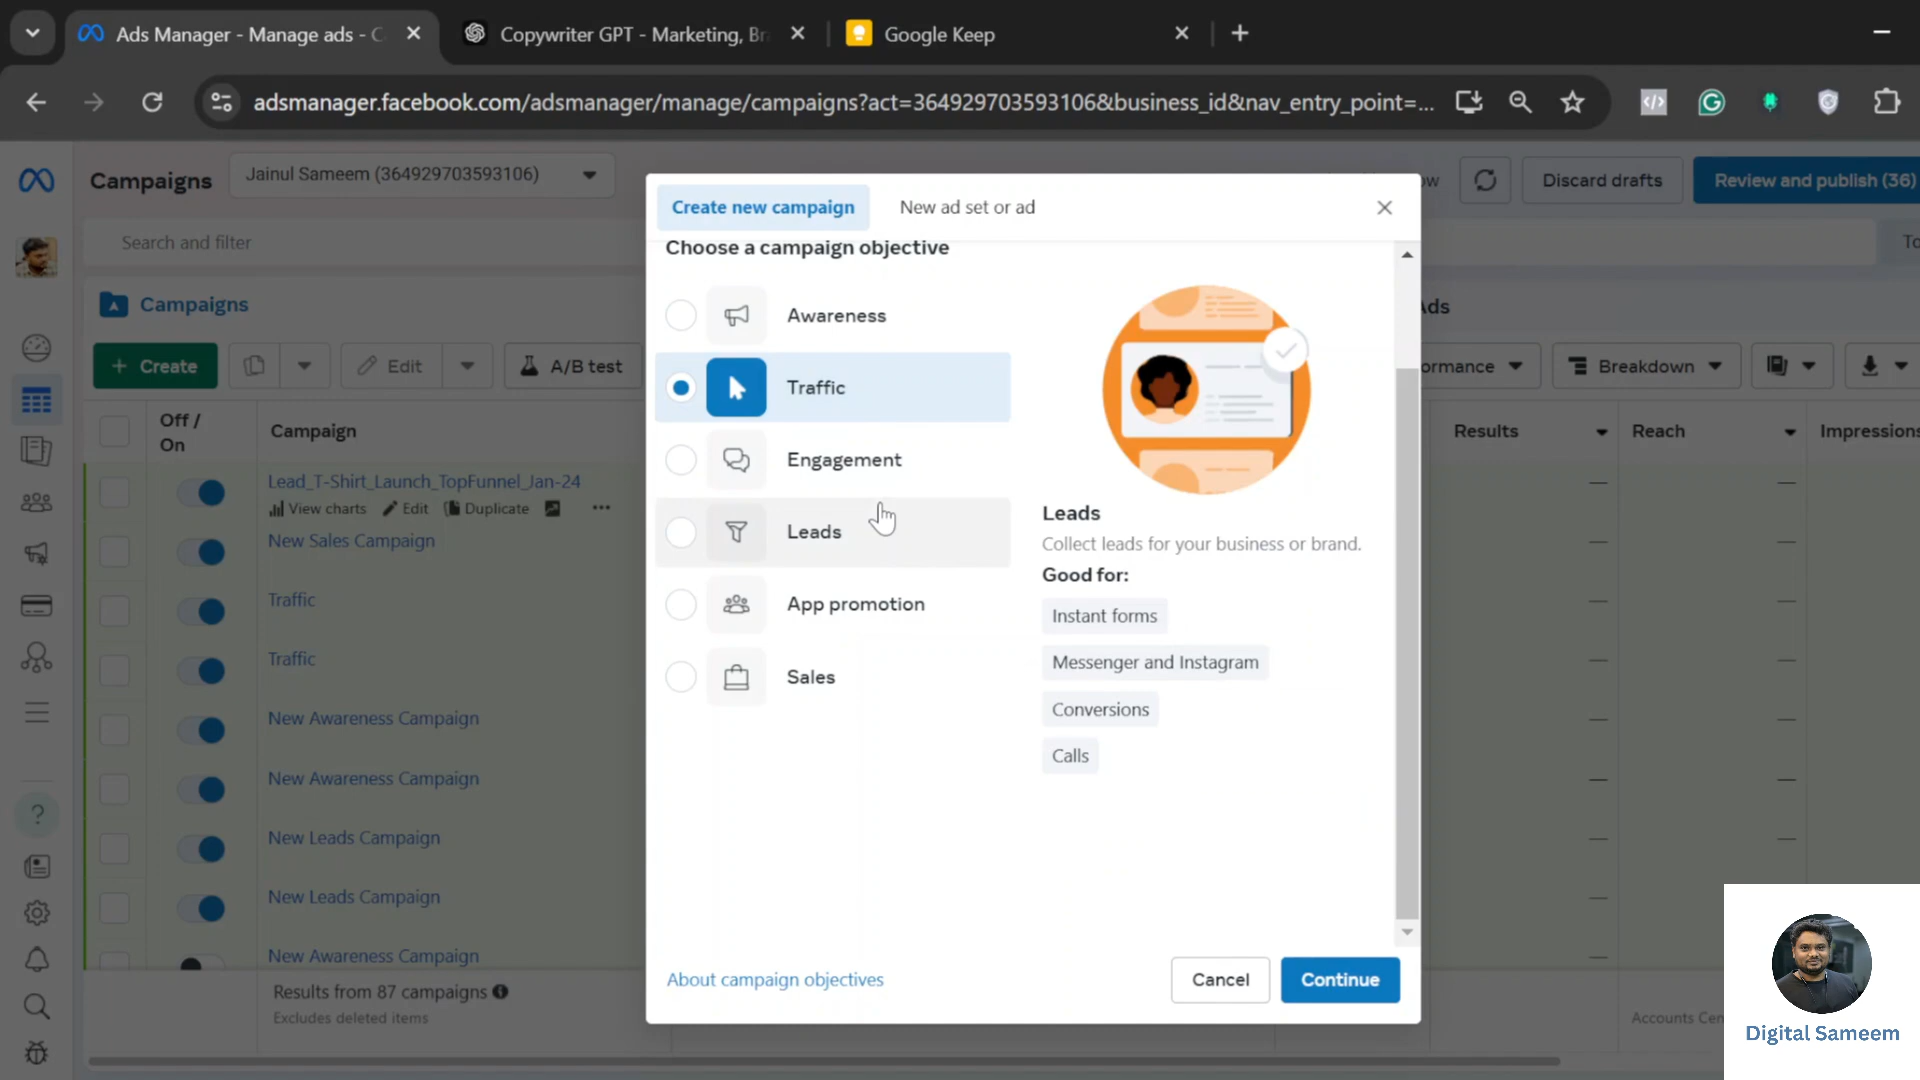 Ads Manager - Manage ads - C
Copywriter GPT - Marketing, Br
Google Keep
adsmanager.facebook.com/adsmanager/manage/campaigns?act=364929703593106&business_id&nav_entry_point=...
Campaigns
Jainul Sameem (364929703593106)
Discard drafts
Review and publish (36)
Search and filter
Create new campaign
New ad set or ad
Choose a campaign objective
Campaigns
Ads
+ Create
Edit
A/B test
ormance
Breakdown
Off / On
Campaign
Results
Reach
Impressions
Lead_T-Shirt_Launch_TopFunnel_Jan-24
View charts
Edit
Duplicate
New Sales Campaign
Traffic
Traffic
New Awareness Campaign
New Awareness Campaign
New Leads Campaign
New Leads Campaign
New Awareness Campaign
Results from 87 campaigns
Excludes deleted items
Awareness
Traffic
Engagement
Leads
App promotion
Sales
Leads
Collect leads for your business or brand.
Good for:
Instant forms
Messenger and Instagram
Conversions
Calls
About campaign objectives
Cancel
Continue
Accounts Cen
Digital Sameem